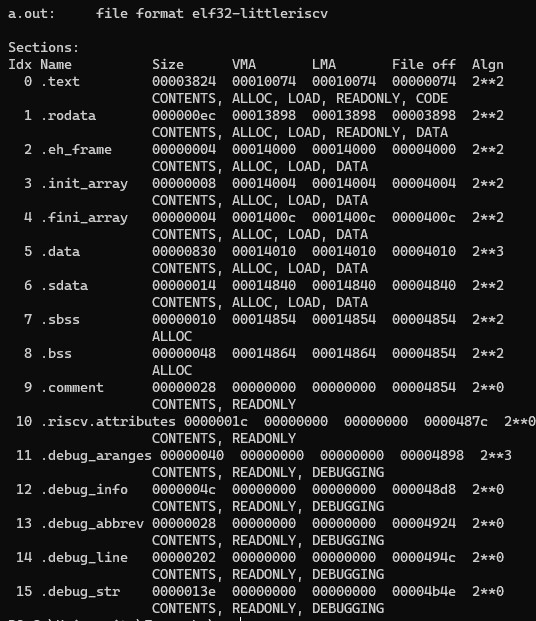 a.out:     file format elf32-littleriscv
Sections:
Idx Name          Size      VMA       LMA       File off  Algn
  0 .text         00003824  00010074  00010074  00000074  2**2
                  CONTENTS, ALLOC, LOAD, READONLY, CODE
  1 .rodata       000000ec  00013898  00013898  00003898  2**2
                  CONTENTS, ALLOC, LOAD, READONLY, DATA
  2 .eh_frame     00000004  00014000  00014000  00004000  2**2
                  CONTENTS, ALLOC, LOAD, DATA
  3 .init_array   00000008  00014004  00014004  00004004  2**2
                  CONTENTS, ALLOC, LOAD, DATA
  4 .fini_array   00000004  0001400c  0001400c  0000400c  2**2
                  CONTENTS, ALLOC, LOAD, DATA
  5 .data         00000830  00014010  00014010  00004010  2**3
                  CONTENTS, ALLOC, LOAD, DATA
  6 .sdata        00000014  00014840  00014840  00004840  2**2
                  CONTENTS, ALLOC, LOAD, DATA
  7 .sbss         00000010  00014854  00014854  00004854  2**2
                  ALLOC
  8 .bss          00000048  00014864  00014864  00004854  2**2
                  ALLOC
  9 .comment      00000028  00000000  00000000  00004854  2**0
                  CONTENTS, READONLY
 10 .riscv.attributes 0000001c  00000000  00000000  0000487c  2**0
                  CONTENTS, READONLY
 11 .debug_aranges 00000040  00000000  00000000  00004898  2**3
                  CONTENTS, READONLY, DEBUGGING
 12 .debug_info   0000004c  00000000  00000000  000048d8  2**0
                  CONTENTS, READONLY, DEBUGGING
 13 .debug_abbrev 00000028  00000000  00000000  00004924  2**0
                  CONTENTS, READONLY, DEBUGGING
 14 .debug_line   00000202  00000000  00000000  0000494c  2**0
                  CONTENTS, READONLY, DEBUGGING
 15 .debug_str    0000013e  00000000  00000000  00004b4e  2**0
                  CONTENTS, READONLY, DEBUGGING